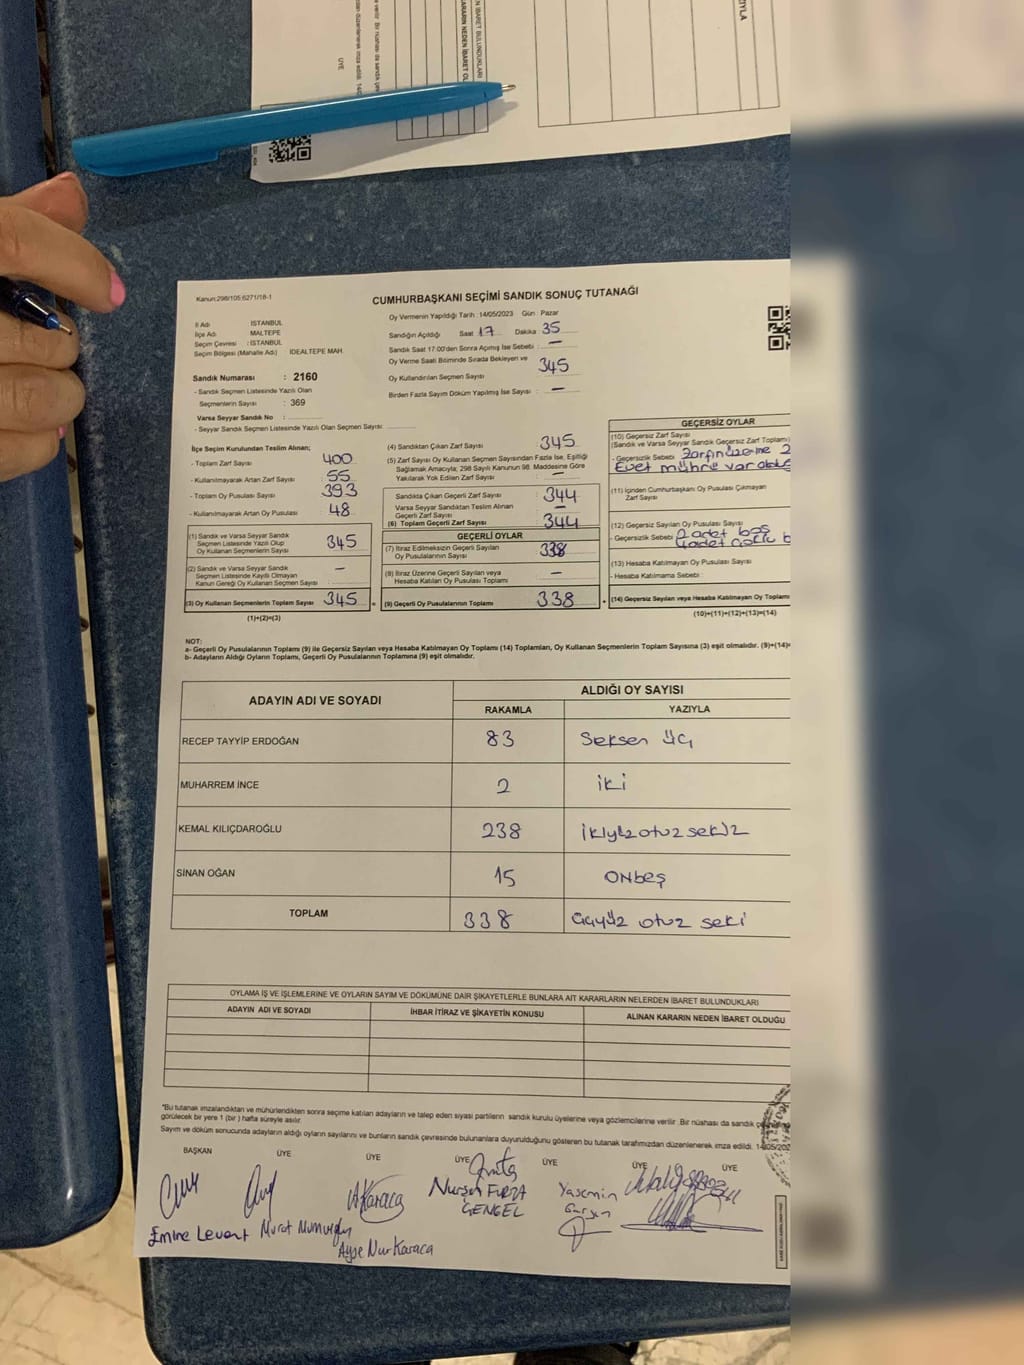 ÜYE
Kanun:298/105;6271/18-1
CUMHURBAŞKANI SEÇİMİ SANDIK SONUÇ TUTANAĞI
İl Adı : İSTANBUL
İlçe Adı MALTEPE
Seçim Çevresi : İSTANBUL
Seçim Bölgesi (Mahalle Adı) İDEALTEPE MAH.
Sandık Numarası : 2160
- Sandık Seçmen Listesinde Yazılı Olan
Seçmenlerin Sayısı : 369
Varsa Seyyar Sandık No :
- Seyyar Sandık Seçmen Listesinde Yazılı Olan Seçmen Sayısı :
Oy Vermenin Yapıldığı Tarih :14/05/2023 Gün : Pazar
Sandığın Açıldığı Saat 17 Dakika 35
Sandık Saat 17:00'den Sonra Açılmış İse Sebebi : —
Oy Verme Saati Bitiminde Sırada Bekleyen ve
Oy Kullandırılan Seçmen Sayısı : 345
Birden Fazla Sayım Döküm Yapılmış İse Sayısı : —
İlçe Seçim Kurulundan Teslim Alınan;
- Toplam Zarf Sayısı 400
- Kullanılmayarak Artan Zarf Sayısı 55
- Toplam Oy Pusulası Sayısı 393
- Kullanılmayarak Artan Oy Pusulası 48
(1) Sandık ve Varsa Seyyar Sandık
Seçmen Listesinde Yazılı Olup
Oy Kullanan Seçmenlerin Sayısı 345
(2) Sandık ve Varsa Seyyar Sandık
Seçmen Listesinde Kayıtlı Olmayan
Kanun Gereği Oy Kullanan Seçmen Sayısı : —
(3) Oy Kullanan Seçmenlerin Toplam Sayısı 345 =
(1)+(2)=(3)
(4) Sandıktan Çıkan Zarf Sayısı : 345
(5) Zarf Sayısı Oy Kullanan Seçmen Sayısından Fazla İse, Eşitliği
Sağlamak Amacıyla; 298 Sayılı Kanunun 98. Maddesine Göre
Yakılarak Yok Edilen Zarf Sayısı : —
Sandıkta Çıkan Geçerli Zarf Sayısı : 344
Varsa Seyyar Sandıktan Teslim Alınan
Geçerli Zarf Sayısı : —
(6) Toplam Geçerli Zarf Sayısı : 344
GEÇERLİ OYLAR
(7) İtiraz Edilmeksizin Geçerli Sayılan
Oy Pusulalarının Sayısı : 338
(8) İtiraz Üzerine Geçerli Sayılan veya
Hesaba Katılan Oy Pusulası Toplamı : —
(9) Geçerli Oy Pusulalarının Toplamı : 338 +
GEÇERSİZ OYLAR
(10) Geçersiz Zarf Sayısı
(Sandık ve Varsa Seyyar Sandık Geçersiz Zarf Toplamı)
- Geçersizlik Sebebi Zarfın üzerine 2
Evet mührü var
(11) İçinden Cumhurbaşkanı Oy Pusulası Çıkmayan
Zarf Sayısı
(12) Geçersiz Sayılan Oy Pusulası Sayısı
- Geçersizlik Sebebi 2 adet boş
4 adet
(13) Hesaba Katılmayan Oy Pusulası Sayısı
- Hesaba Katılmama Sebebi
(14) Geçersiz Sayılan veya Hesaba Katılmayan Oy Toplamı
(10)+(11)+(12)+(13)=(14)
NOT:
a- Geçerli Oy Pusulalarının Toplamı (9) ile Geçersiz Sayılan veya Hesaba Katılmayan Oy Toplamı (14) Toplamları, Oy Kullanan Seçmenlerin Toplam Sayısına (3) eşit olmalıdır. (9)+(14)=
b- Adayların Aldığı Oyların Toplamı, Geçerli Oy Pusulalarının Toplamına (9) eşit olmalıdır.
ADAYIN ADI VE SOYADI ALDIĞI OY SAYISI
RAKAMLA YAZIYLA
RECEP TAYYİP ERDOĞAN 83 Seksen üç
MUHARREM İNCE 2 iki
KEMAL KILIÇDAROĞLU 238 ikiyüz otuz sekiz
SİNAN OĞAN 15 Onbeş
TOPLAM 338 üçyüz otuz seki
OYLAMA İŞ VE İŞLEMLERİNE VE OYLARIN SAYIM VE DÖKÜMÜNE DAİR ŞİKAYETLERLE BUNLARA AİT KARARLARIN NELERDEN İBARET BULUNDUKLARI
ADAYIN ADI VE SOYADI İHBAR İTİRAZ VE ŞİKAYETİN KONUSU ALINAN KARARIN NEDEN İBARET OLDUĞU
*Bu tutanak imzalandıktan ve mühürlendikten sonra seçime katılan adayların ve talep eden siyasi partilerin sandık kurulu üyelerine veya gözlemcilerine verilir .Bir nüshası da sandık ç
görülecek bir yere 1 (bir ) hafta süreyle asılır.
Sayım ve döküm sonucunda adayların aldığı oyların sayılarını ve bunların sandık çevresinde bulunanlara duyurulduğunu gösteren bu tutanak tarafımızdan düzenlenerek imza edildi. 14/05/202
BAŞKAN ÜYE ÜYE ÜYE ÜYE ÜYE ÜYE
Emine Levent Murat
A Karaca
Ayşe Nur Karaca
Nurşen
GENGEL
Yasemin